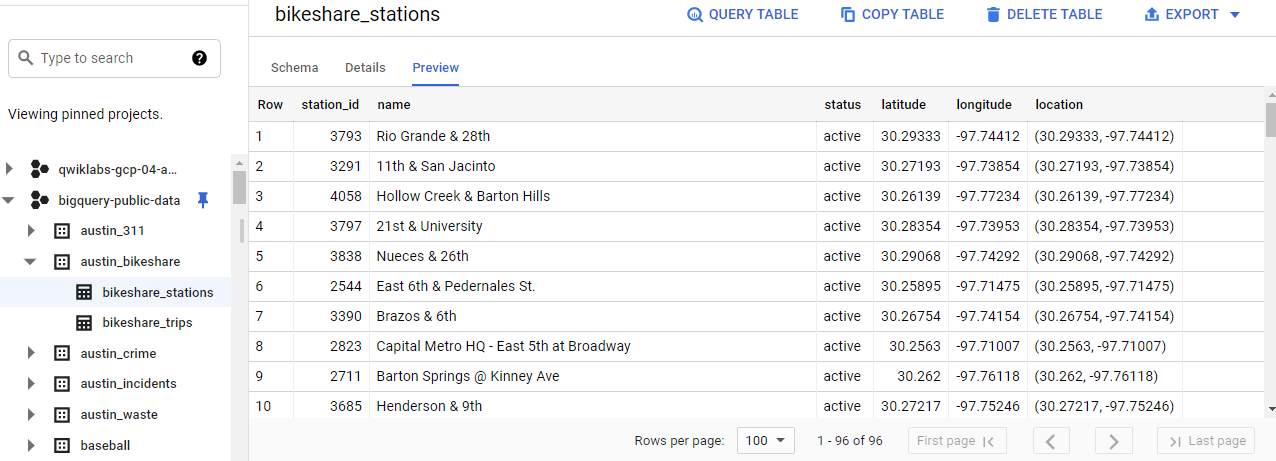 bikeshare_stations
QUERY TABLE
COPY TABLE
DELETE TABLE
EXPORT
Type to search
?
Viewing pinned projects.
qwiklabs-gcp-04-a...
bigquery-public-data
austin_311
austin_bikeshare
bikeshare_stations
bikeshare_trips
austin_crime
austin_incidents
austin_waste
baseball
Schema Details Preview
Row station_id name status latitude longitude location
1 3793 Rio Grande & 28th active 30.29333 -97.74412 (30.29333, -97.74412)
2 3291 11th & San Jacinto active 30.27193 -97.73854 (30.27193, -97.73854)
3 4058 Hollow Creek & Barton Hills active 30.26139 -97.77234 (30.26139, -97.77234)
4 3797 21st & University active 30.28354 -97.73953 (30.28354, -97.73953)
5 3838 Nueces & 26th active 30.29068 -97.74292 (30.29068, -97.74292)
6 2544 East 6th & Pedernales St. active 30.25895 -97.71475 (30.25895, -97.71475)
7 3390 Brazos & 6th active 30.26754 -97.74154 (30.26754, -97.74154)
8 2823 Capital Metro HQ - East 5th at Broadway active 30.2563 -97.71007 (30.2563, -97.71007)
9 2711 Barton Springs @ Kinney Ave active 30.262 -97.76118 (30.262, -97.76118)
10 3685 Henderson & 9th active 30.27217 -97.75246 (30.27217, -97.75246)
Rows per page: 100 1 - 96 of 96 First page Last page